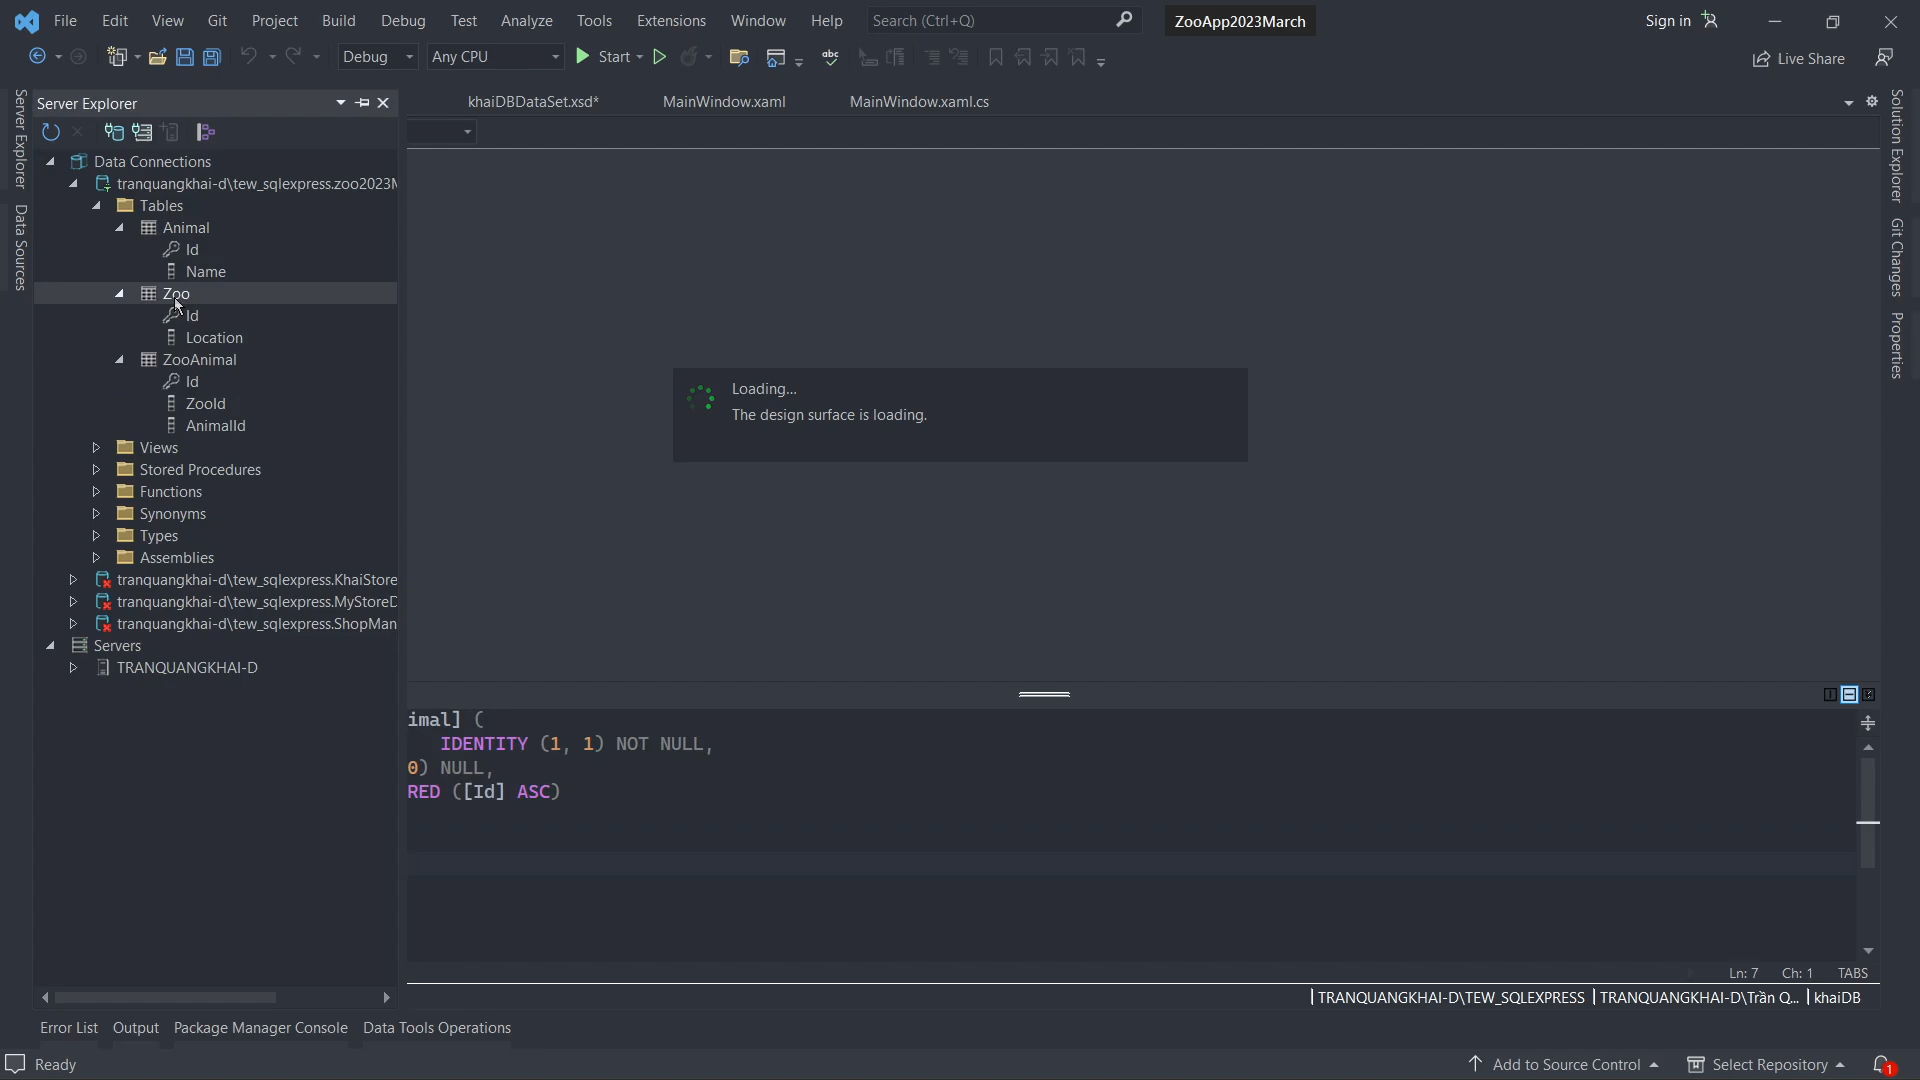 File Edit View Git Project Build Debug Test Analyze Tools Extensions Window Help Search (Ctrl+Q) ZooApp2023March Sign in
Debug Any CPU Start abc Live Share
Server Explorer
Data Sources
Server Explorer
khaiDBDataSet.xsd* MainWindow.xaml MainWindow.xaml.cs
Data Connections
tranquangkhai-d\tew_sqlexpress.zoo2023M
Tables
Animal
Id
Name
Zoo
Id
Location
ZooAnimal
Id
ZooId
AnimalId
Views
Stored Procedures
Functions
Synonyms
Types
Assemblies
tranquangkhai-d\tew_sqlexpress.KhaiStore
tranquangkhai-d\tew_sqlexpress.MyStoreD
tranquangkhai-d\tew_sqlexpress.ShopMan
Servers
TRANQUANGKHAI-D
Loading...
The design surface is loading.
imal] (
IDENTITY (1, 1) NOT NULL,
0) NULL,
RED ([Id] ASC)
Ln: 7 Ch: 1 TABS
TRANQUANGKHAI-D\TEW_SQLEXPRESS TRANQUANGKHAI-D\Trần Q... khaiDB
Solution Explorer
Git Changes
Properties
Error List Output Package Manager Console Data Tools Operations
Ready Add to Source Control Select Repository 1